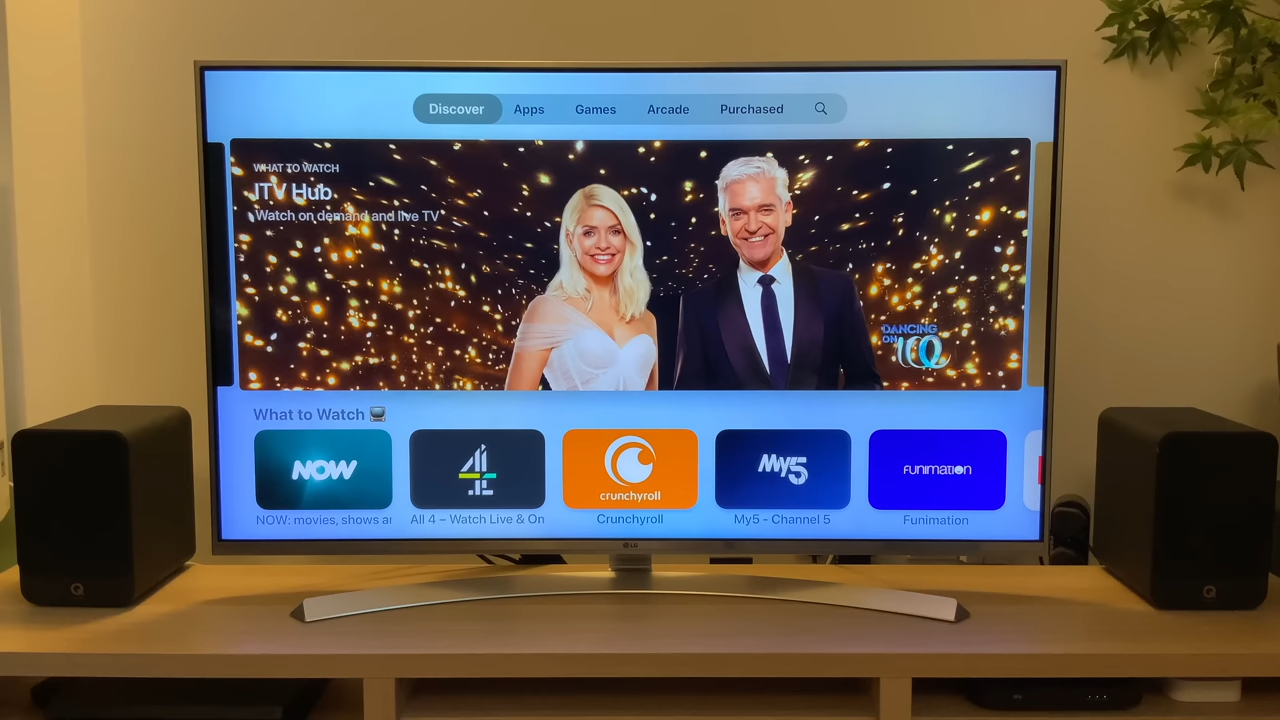 Discover Apps Games Arcade Purchased
WHAT TO WATCH
ITV Hub
Watch on demand and live TV
DANCING
ON
ICE
What to Watch
NOW
4
crunchyroll
My5
FUNIMATION
NOW: movies, shows ar
All 4 – Watch Live & On
Crunchyroll
My5 - Channel 5
Funimation
LG
Q
Q